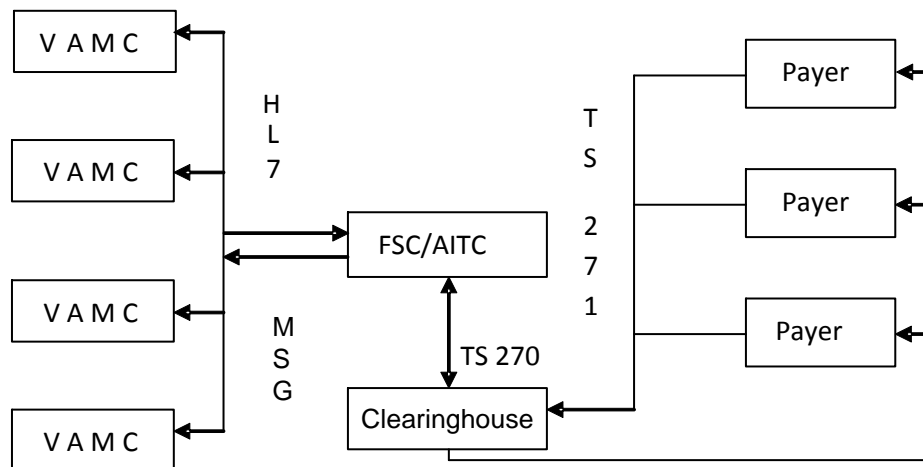 V A M C
V A M C
V A M C
V A M C
H L 7
M S G
FSC/AITC
TS 270
Clearinghouse
T S 2 7 1
Payer
Payer
Payer